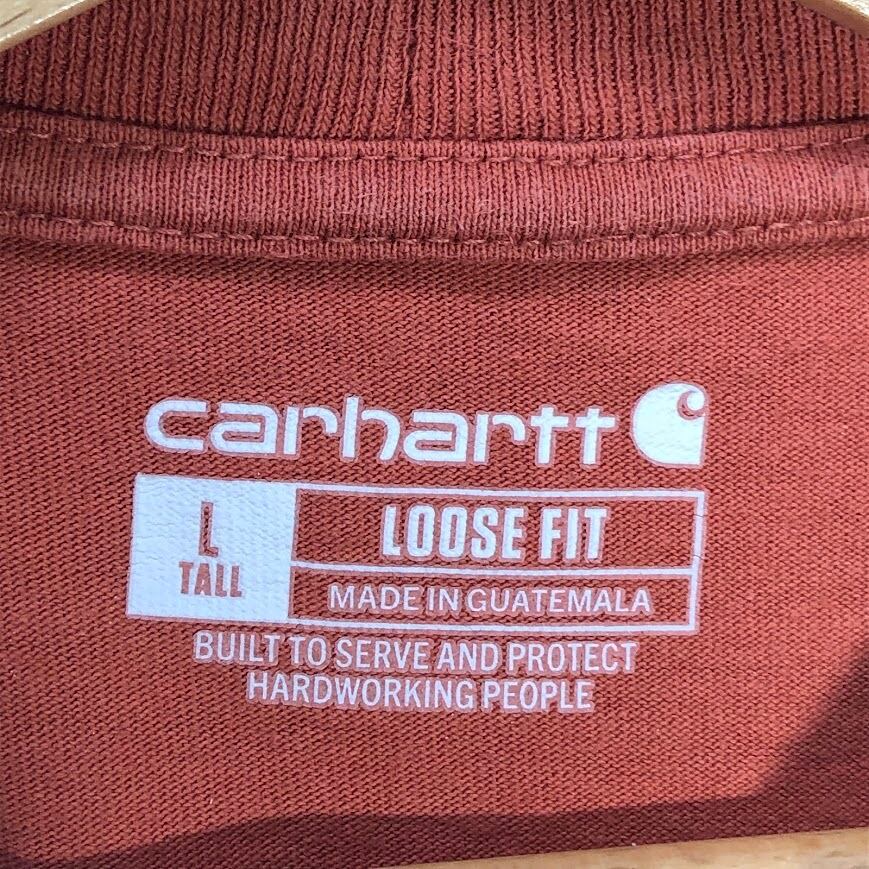 carhartt
L
TALL
LOOSE FIT
MADE IN GUATEMALA
BUILT TO SERVE AND PROTECT
HARDWORKING PEOPLE